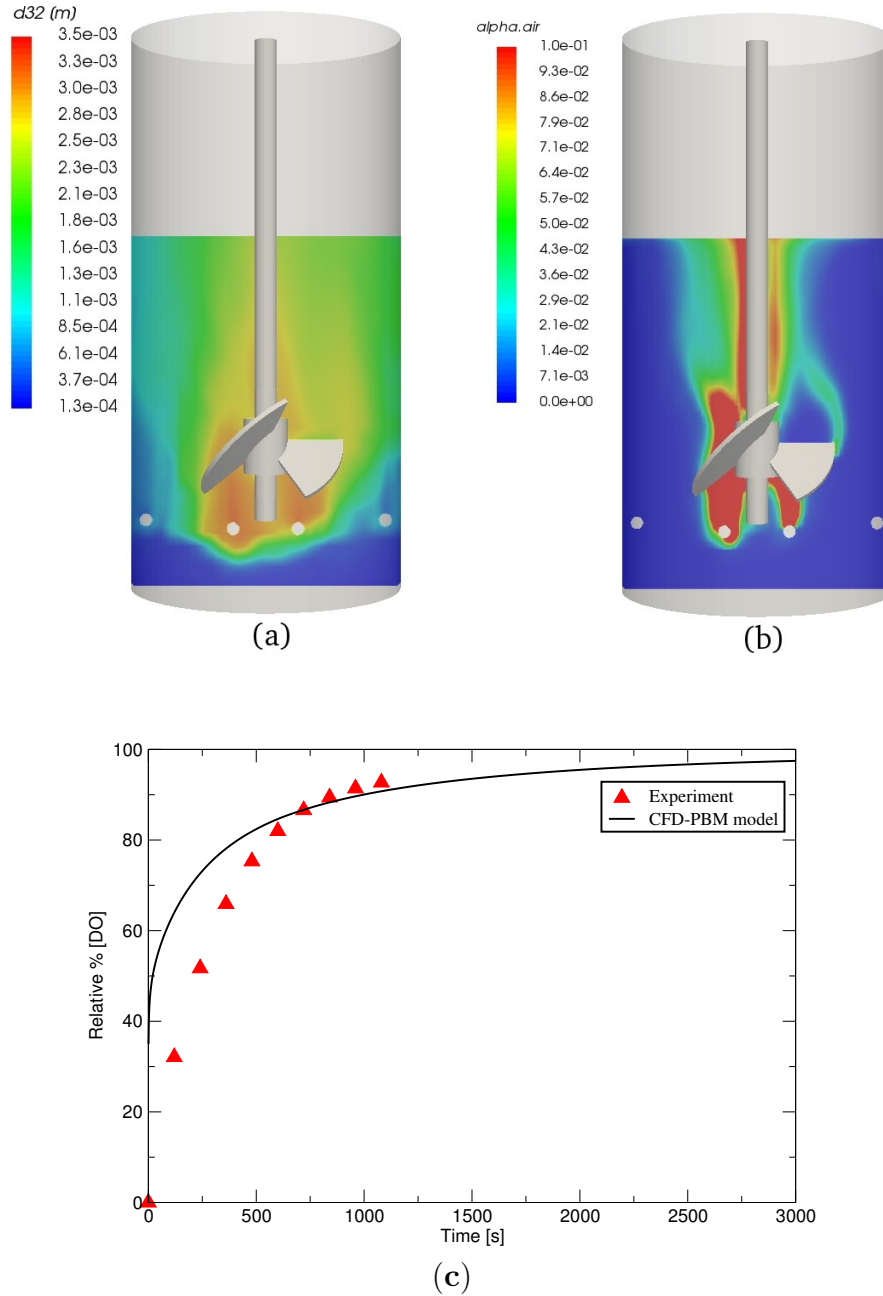 d32 (m)
3.5e-03
3.3e-03
3.0e-03
2.8e-03
2.5e-03
2.3e-03
2.1e-03
1.8e-03
1.6e-03
1.3e-03
1.1e-03
8.5e-04
6.1e-04
3.7e-04
1.3e-04
(a)
alpha.air
1.0e-01
9.3e-02
8.6e-02
7.9e-02
7.1e-02
6.4e-02
5.7e-02
5.0e-02
4.3e-02
3.6e-02
2.9e-02
2.1e-02
1.4e-02
7.1e-03
0.0e+00
(b)
100
80
60
40
20
0
Relative % [DO]
Experiment
CFD-PBM model
0 500 1000 1500 2000 2500 3000
Time [s]
(c)